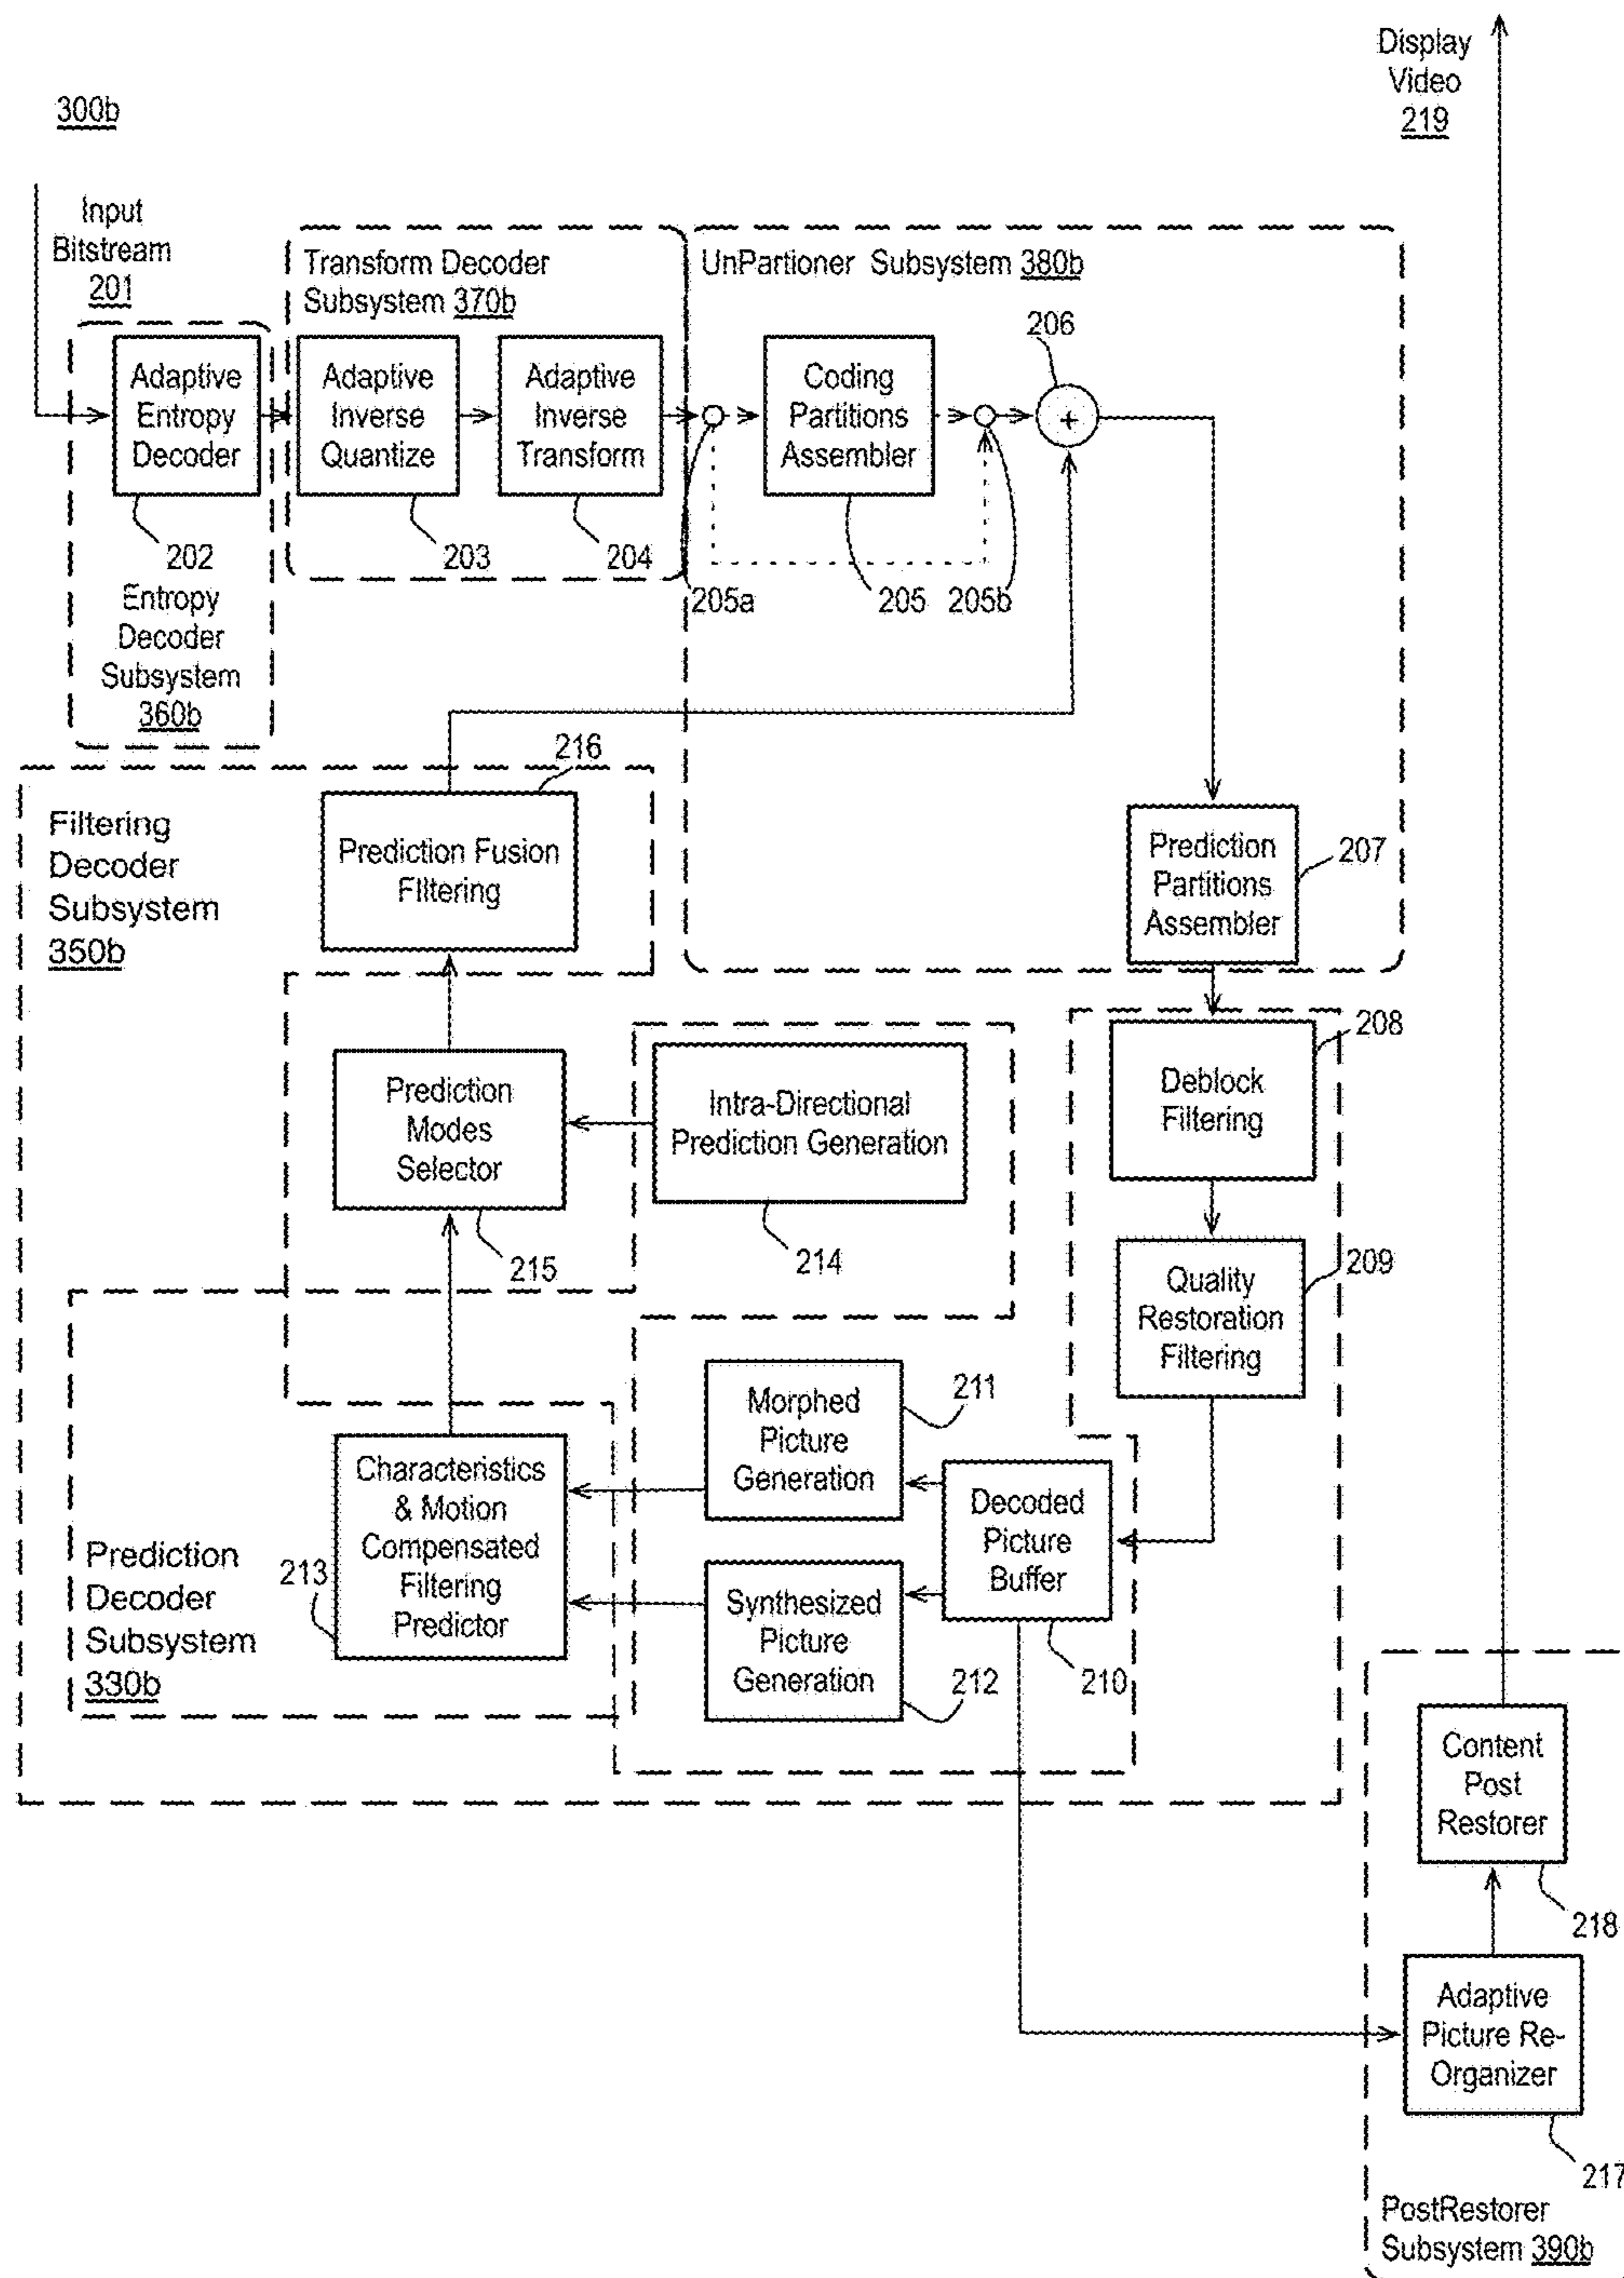 Display
Video
219
300b
Input
Bitstream
201
Transform Decoder
Subsystem 370b
UnPartioner Subsystem 380b
206
Adaptive
Entropy
Decoder
Adaptive
Inverse
Quantize
Adaptive
Inverse
Transform
Coding
Partitions
Assembler
+
202
203
204
205a
205
205b
Entropy
Decoder
Subsystem
360b
216
Filtering
Decoder
Subsystem
350b
Prediction Fusion
FIltering
Prediction
Partitions
Assembler
207
208
Prediction
Modes
Selector
Intra-Directional
Prediction Generation
Deblock
Filtering
215
214
209
Quality
Restoration
Filtering
211
Morphed
Picture
Generation
Characteristics
& Motion
Compensated
Filtering
Predictor
Decoded
Picture
Buffer
Prediction
Decoder
Subsystem
330b
213
Synthesized
Picture
Generation
212
210
Content
Post
Restorer
218
Adaptive
Picture Re-
Organizer
217
PostRestorer
Subsystem 390b